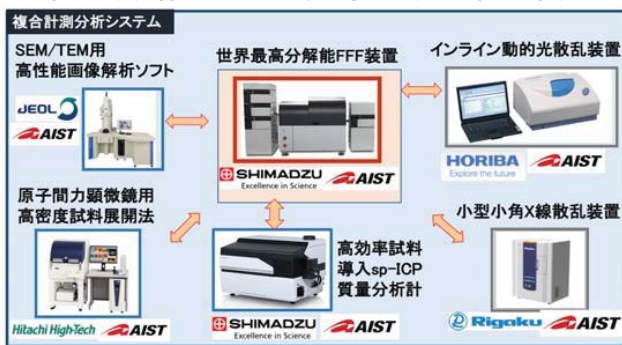 複合計測分析システム
SEM/TEM用
高性能画像解析ソフト
JEOL
AIST
世界最高分解能FFF装置
SHIMADZU
Excellence in Science
AIST
インライン動的光散乱装置
HORIBA
Explore the future
AIST
原子間力顕微鏡用
高密度試料展開法
Hitachi High-Tech
AIST
高効率試料
導入sp-ICP
質量分析計
SHIMADZU
Excellence in Science
AIST
小型小角X線散乱装置
Rigaku
AIST